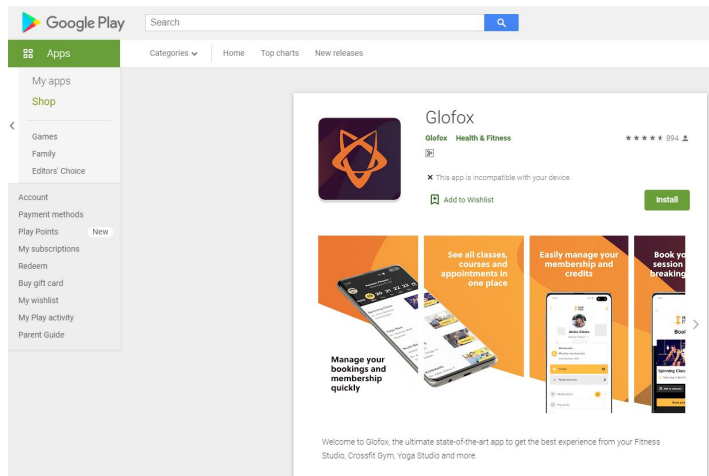 Google Play
Search
Apps
Categories
Home
Top charts
New releases
My apps
Shop
Games
Family
Editors' Choice
Account
Payment methods
Play Points
New
My subscriptions
Redeem
Buy gift card
My wishlist
My Play activity
Parent Guide
Glofox
Glofox Health & Fitness
894
3+
This app is incompatible with your device.
Add to Wishlist
Install
Manage your
bookings and
membership
quickly
See all classes,
courses and
appointments in
one place
Easily manage your
membership and
credits
Book yo
session
breaking
Spinning Clas
Welcome to Glofox, the ultimate state-of-the-art app to get the best experience from your Fitness
Studio, Crossfit Gym, Yoga Studio and more.